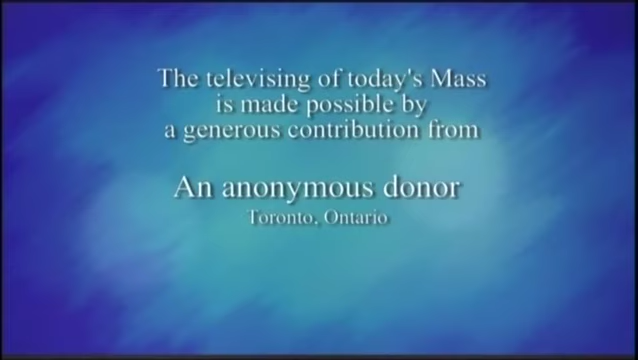 The televising of today's Mass
is made possible by
a generous contribution from
An anonymous donor
Toronto, Ontario